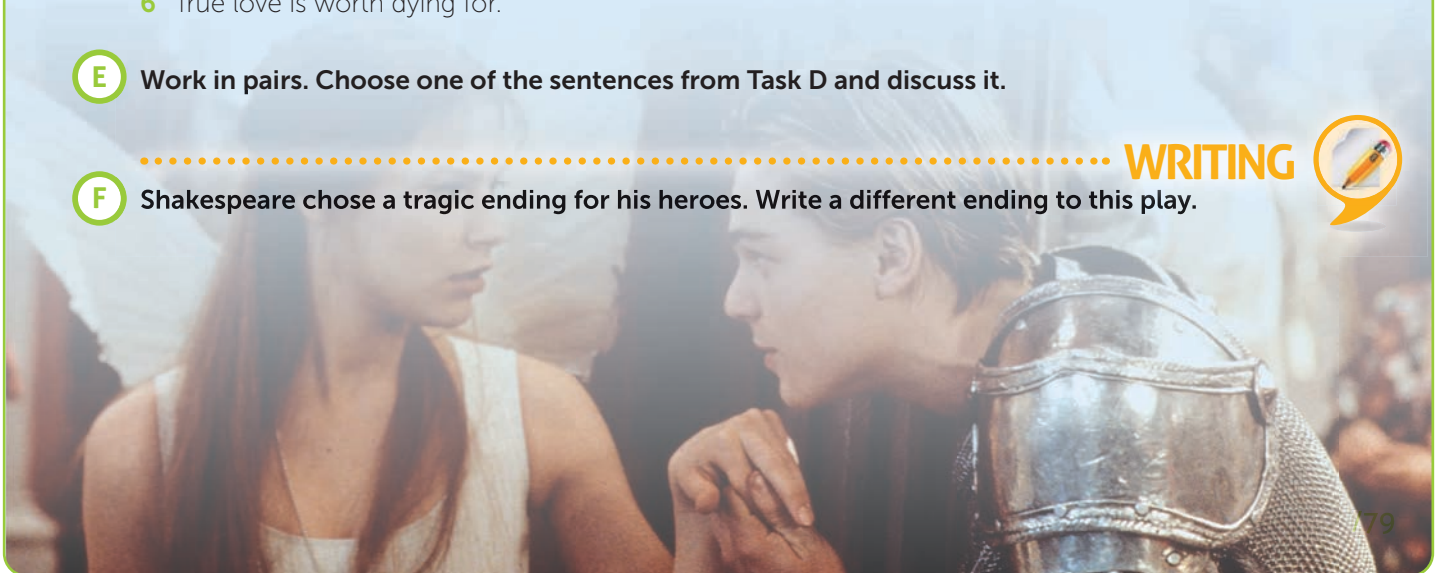 6 True love is worth dying for.
E Work in pairs. Choose one of the sentences from Task D and discuss it.
WRITING
F Shakespeare chose a tragic ending for his heroes. Write a different ending to this play.
79